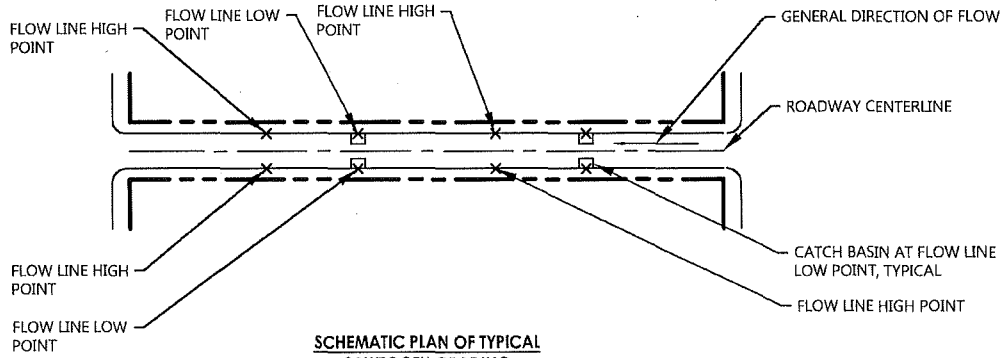 FLOW LINE HIGH
POINT
FLOW LINE LOW
POINT
FLOW LINE HIGH
POINT
GENERAL DIRECTION OF FLOW
ROADWAY CENTERLINE
FLOW LINE HIGH
POINT
FLOW LINE LOW
POINT
CATCH BASIN AT FLOW LINE
LOW POINT, TYPICAL
FLOW LINE HIGH POINT
SCHEMATIC PLAN OF TYPICAL